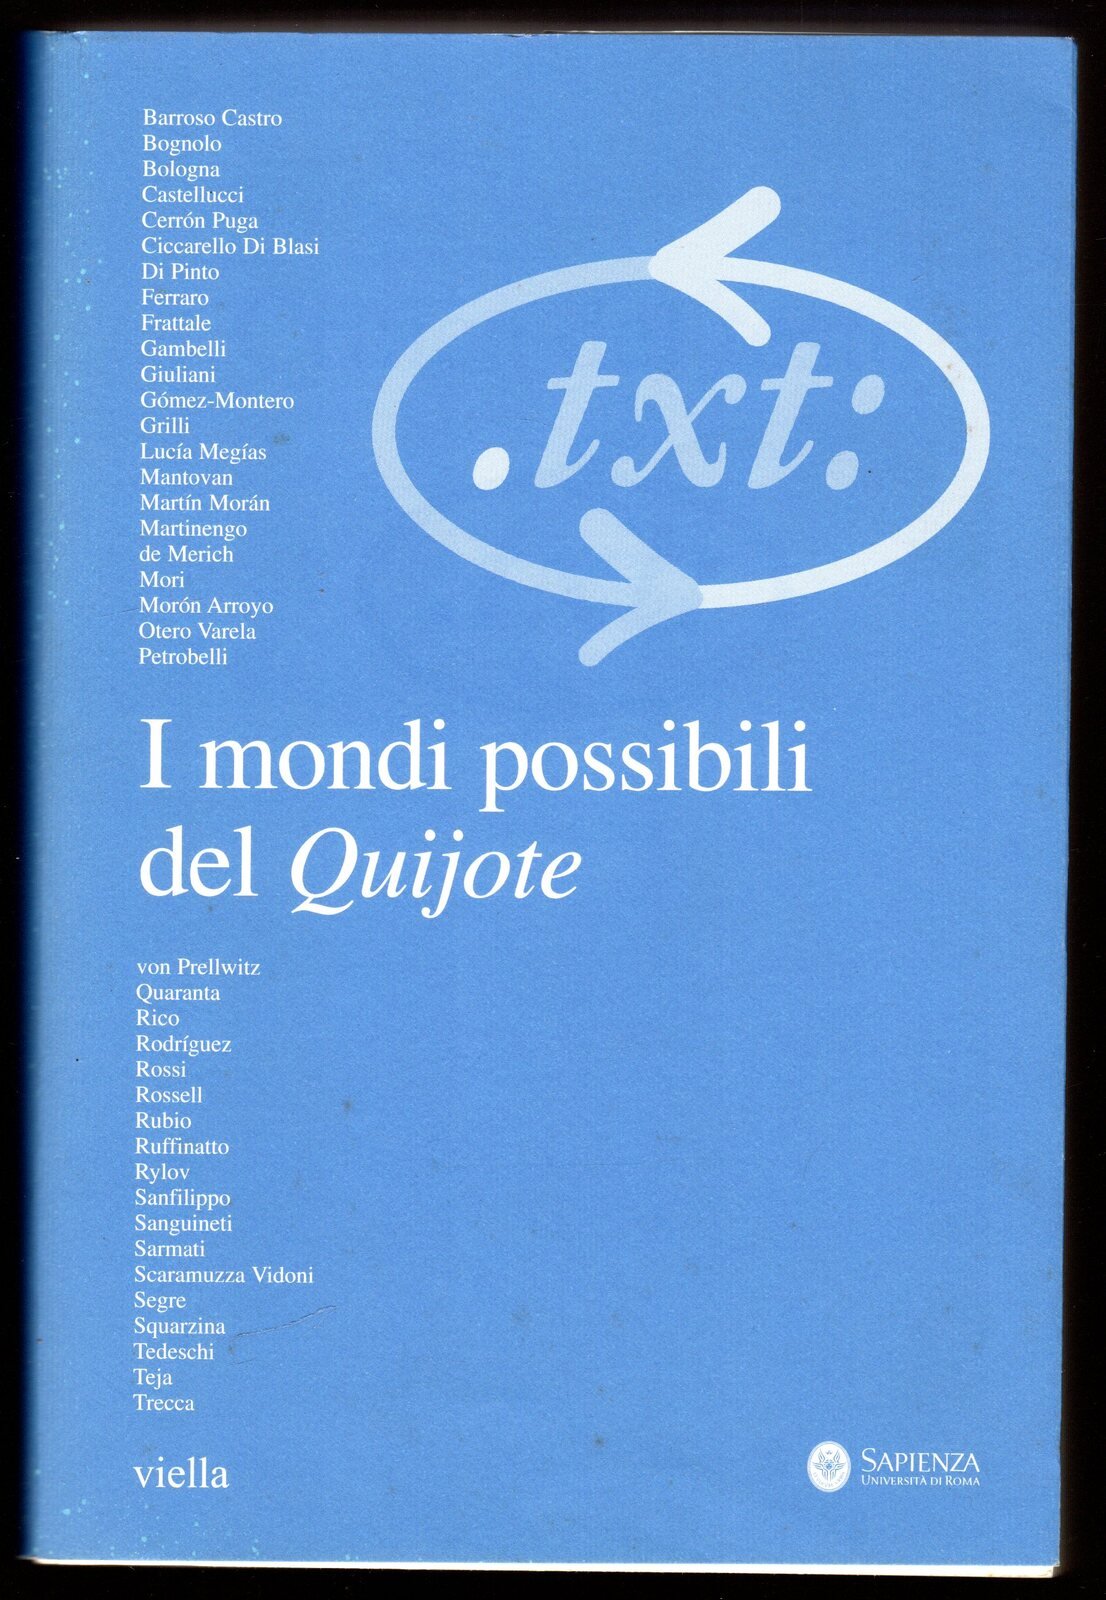 Barroso Castro
Bognolo
Bologna
Castellucci
Cerrón Puga
Ciccarello Di Blasi
Di Pinto
Ferraro
Frattale
Gambelli
Giuliani
Gómez-Montero
Grilli
Lucía Megías
Mantovan
Martín Morán
Martinengo
de Merich
Mori
Morón Arroyo
Otero Varela
Petrobelli
.txt:
I mondi possibili
del Quijote
von Prellwitz
Quaranta
Rico
Rodríguez
Rossi
Rossell
Rubio
Ruffinatto
Rylov
Sanfilippo
Sanguineti
Sarmati
Scaramuzza Vidoni
Segre
Squarzina
Tedeschi
Teja
Trecca
viella
SAPIENZA
UNIVERSITÀ DI ROMA